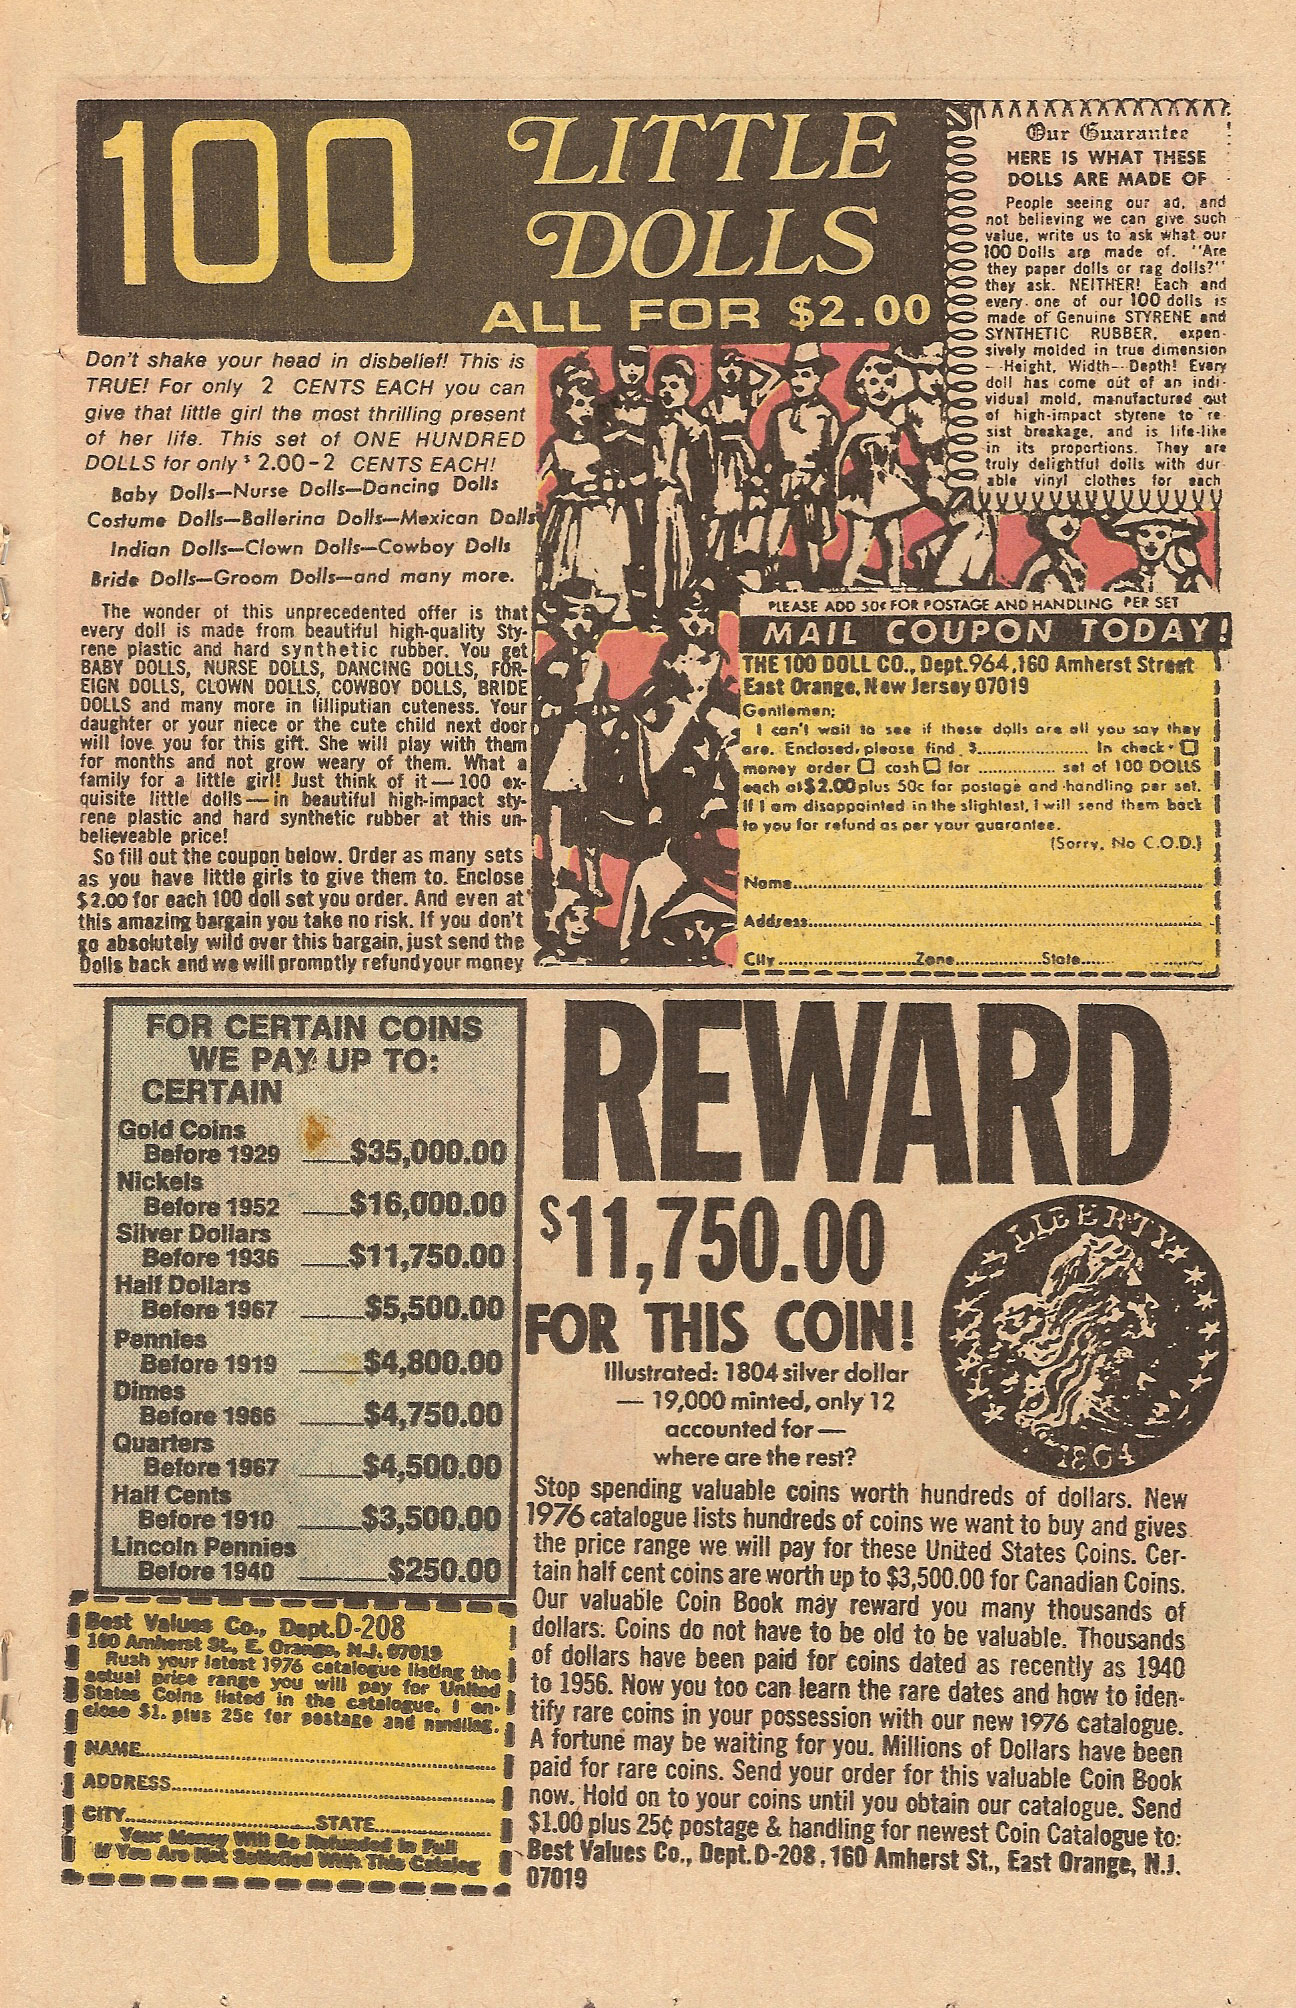 100
LITTLE
DOLLS
ALL FOR $2.00
Our Guarantee
HERE IS WHAT THESE
DOLLS ARE MADE OF
People seeing our ad, and
not believing we can give such
value, write us to ask what our
100 Dolls are made of. "Are
they paper dolls or rag dolls?"
they ask. NEITHER! Each and
every one of our 100 dolls is
made of Genuine STYRENE and
SYNTHETIC RUBBER, expen-
sively molded in true dimension
--Height, Width--Depth! Every
doll has come out of an indi-
vidual mold, manufactured out
of high-impact styrene to re-
sist breakage, and is life-like
in its proportions. They are
truly delightful dolls with dur-
able vinyl clothes for each
Don't shake your head in disbelief! This is
TRUE! For only 2 CENTS EACH you can
give that little girl the most thrilling present
of her life. This set of ONE HUNDRED
DOLLS for only $2.00-2 CENTS EACH!
Baby Dolls—Nurse Dolls—Dancing Dolls
Costume Dolls—Ballerina Dolls—Mexican Dolls
Indian Dolls—Clown Dolls—Cowboy Dolls
Bride Dolls—Groom Dolls—and many more.
The wonder of this unprecedented offer is that
every doll is made from beautiful high-quality Sty-
rene plastic and hard synthetic rubber. You get
BABY DOLLS, NURSE DOLLS, DANCING DOLLS, FOR-
EIGN DOLLS, CLOWN DOLLS, COWBOY DOLLS, BRIDE
DOLLS and many more in lilliputian cuteness. Your
daughter or your niece or the cute child next door
will love you for this gift. She will play with them
for months and not grow weary of them. What a
family for a little girl! Just think of it — 100 ex-
quisite little dolls — in beautiful high-impact sty-
rene plastic and hard synthetic rubber at this un-
believeable price!
So fill out the coupon below. Order as many sets
as you have little girls to give them to. Enclose
$2.00 for each 100 doll set you order. And even at
this amazing bargain you take no risk. If you don't
go absolutely wild over this bargain, just send the
Dolls back and we will promptly refund your money
PLEASE ADD 50¢ FOR POSTAGE AND HANDLING PER SET
MAIL COUPON TODAY!
THE 100 DOLL CO., Dept. 964, 160 Amherst Street
East Orange, New Jersey 07019
Gentlemen;
I can't wait to see if these dolls are all you say they
are. Enclosed, please find $ In check
money order cash for set of 100 DOLLS
each at $2.00 plus 50c for postage and handling per set.
If I am disappointed in the slightest, I will send them back
to you for refund as per your guarantee.
(Sorry, No C.O.D.)
Name
Address
City Zone State
FOR CERTAIN COINS
WE PAY UP TO:
CERTAIN
Gold Coins
Before 1929 $35,000.00
Nickels
Before 1952 $16,000.00
Silver Dollars
Before 1936 $11,750.00
Half Dollars
Before 1967 $5,500.00
Pennies
Before 1919 $4,800.00
Dimes
Before 1966 $4,750.00
Quarters
Before 1967 $4,500.00
Half Cents
Before 1910 $3,500.00
Lincoln Pennies
Before 1940 $250.00
Best Values Co., Dept. D-208
160 Amherst St., E. Orange, N.J. 07019
Rush your latest 1976 catalogue listing the
actual price range you will pay for United
States Coins listed in the catalogue. I en-
close $1. plus 25c for postage and handling.
NAME
ADDRESS
CITY STATE
Your Money Will Be Refunded in Full
If You Are Not Satisfied With This Catalog
REWARD
$11,750.00
FOR THIS COIN!
LIBERTY
1804
Illustrated: 1804 silver dollar
— 19,000 minted, only 12
accounted for —
where are the rest?
Stop spending valuable coins worth hundreds of dollars. New
1976 catalogue lists hundreds of coins we want to buy and gives
the price range we will pay for these United States Coins. Cer-
tain half cent coins are worth up to $3,500.00 for Canadian Coins.
Our valuable Coin Book may reward you many thousands of
dollars. Coins do not have to be old to be valuable. Thousands
of dollars have been paid for coins dated as recently as 1940
to 1956. Now you too can learn the rare dates and how to iden-
tify rare coins in your possession with our new 1976 catalogue.
A fortune may be waiting for you. Millions of Dollars have been
paid for rare coins. Send your order for this valuable Coin Book
now. Hold on to your coins until you obtain our catalogue. Send
$1.00 plus 25¢ postage & handling for newest Coin Catalogue to:
Best Values Co., Dept. D-208, 160 Amherst St., East Orange, N.J.
07019